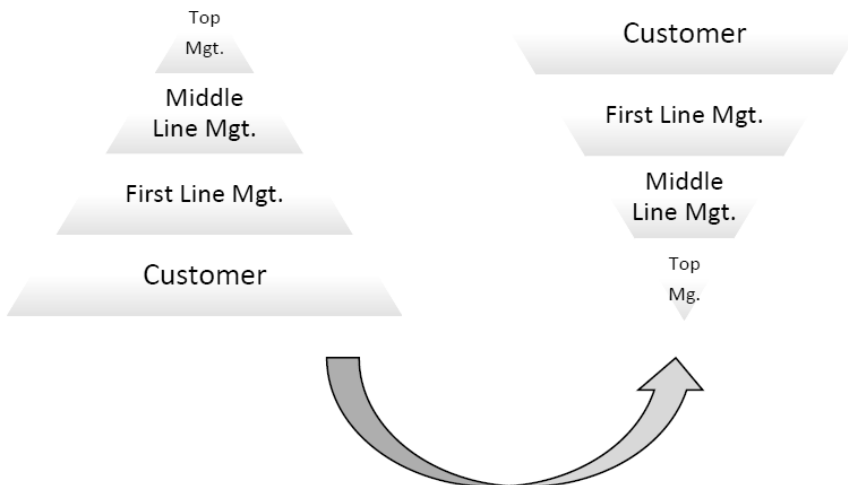 Top
Mgt.
Middle
Line Mgt.
First Line Mgt.
Customer
Customer
First Line Mgt.
Middle
Line Mgt.
Top
Mg.